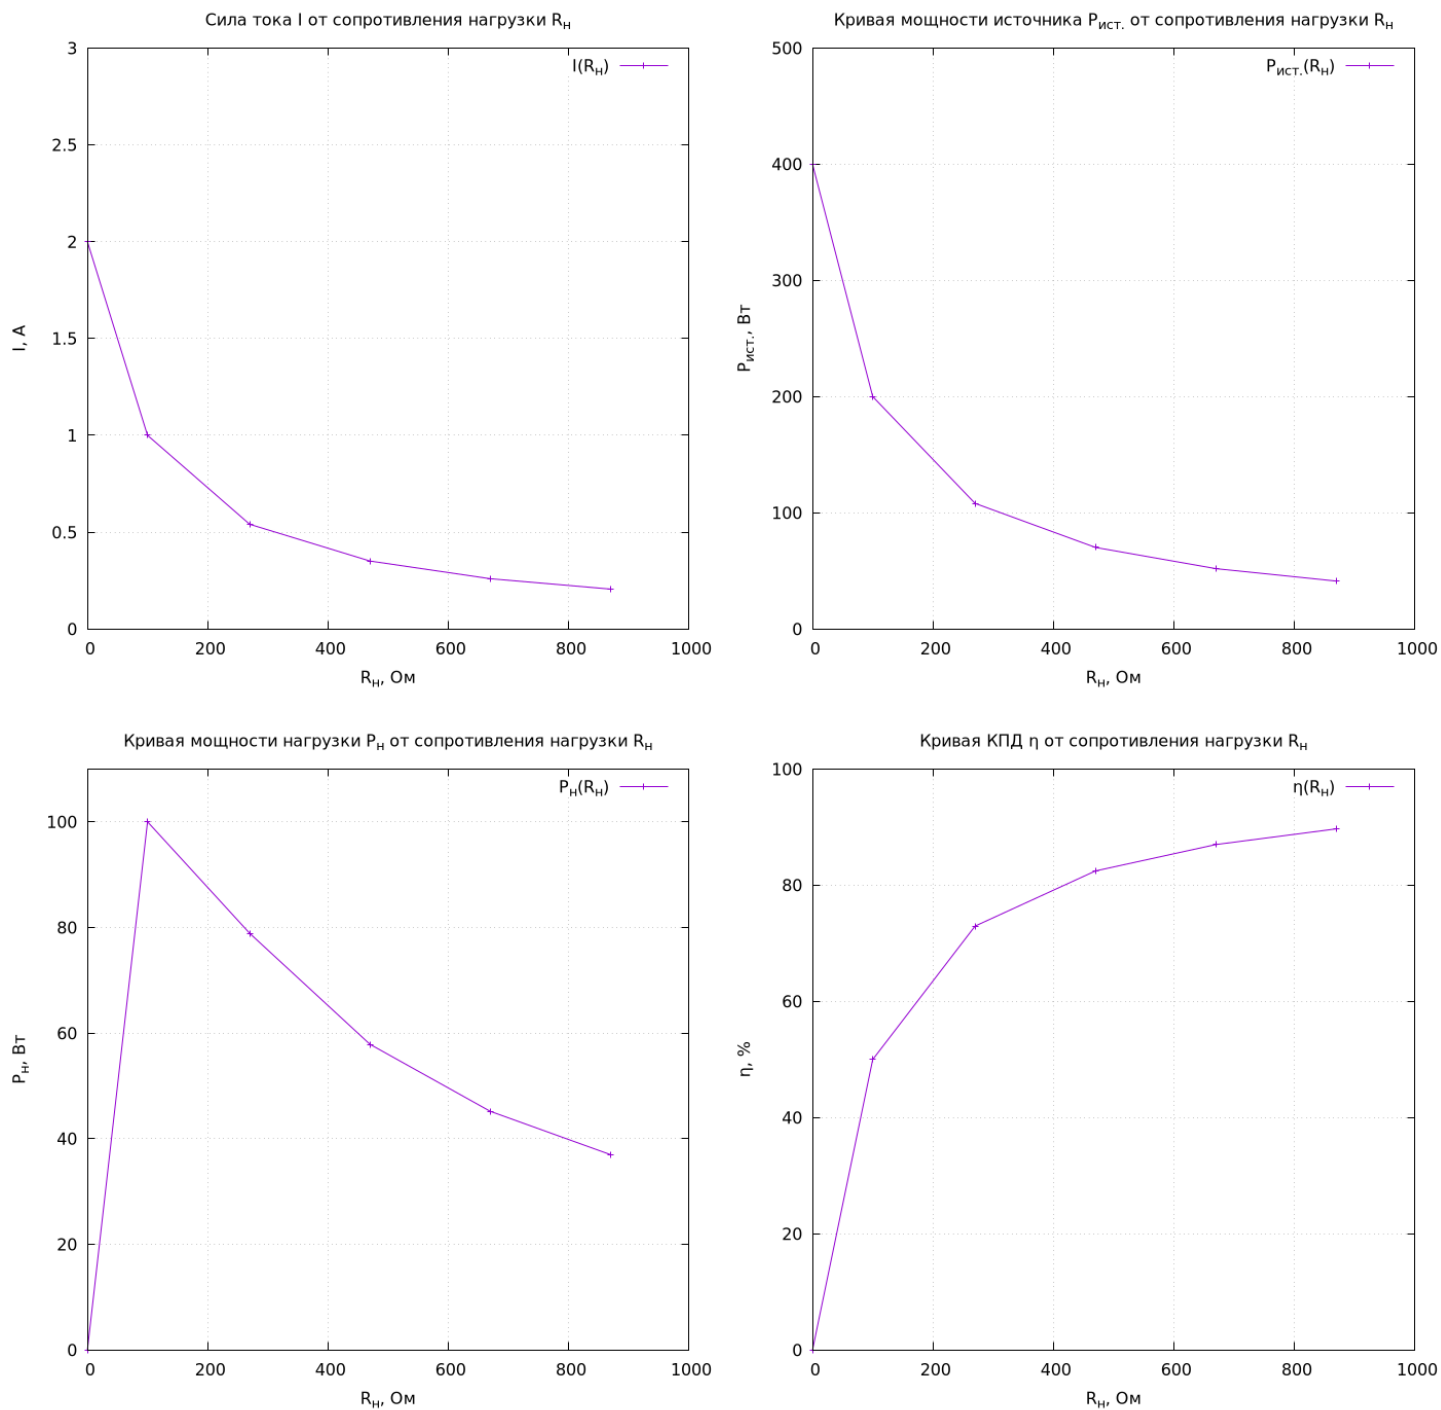 Сила тока I от сопротивления нагрузки Rн
I(Rн)
3
2.5
2
1.5
1
0.5
0
I, А
0 200 400 600 800 1000
Rн, Ом
Кривая мощности источника Pист. от сопротивления нагрузки Rн
Pист.(Rн)
500
400
300
200
100
0
Pист., Вт
0 200 400 600 800 1000
Rн, Ом
Кривая мощности нагрузки Pн от сопротивления нагрузки Rн
Pн(Rн)
100
80
60
40
20
0
Pн, Вт
0 200 400 600 800 1000
Rн, Ом
Кривая КПД η от сопротивления нагрузки Rн
η(Rн)
100
80
60
40
20
0
η, %
0 200 400 600 800 1000
Rн, Ом